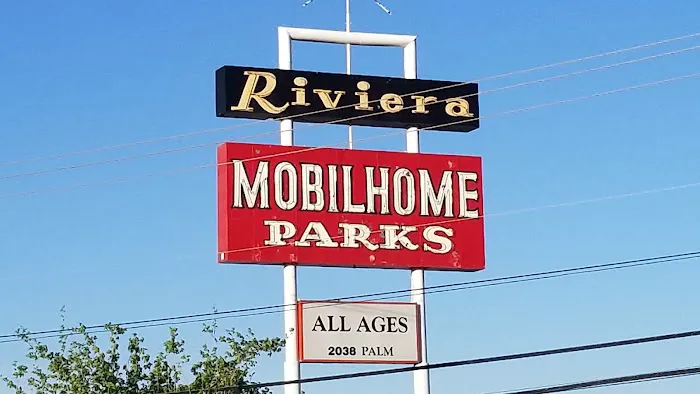 Riviera
MOBILHOME
PARKS
ALL AGES
2038 PALM